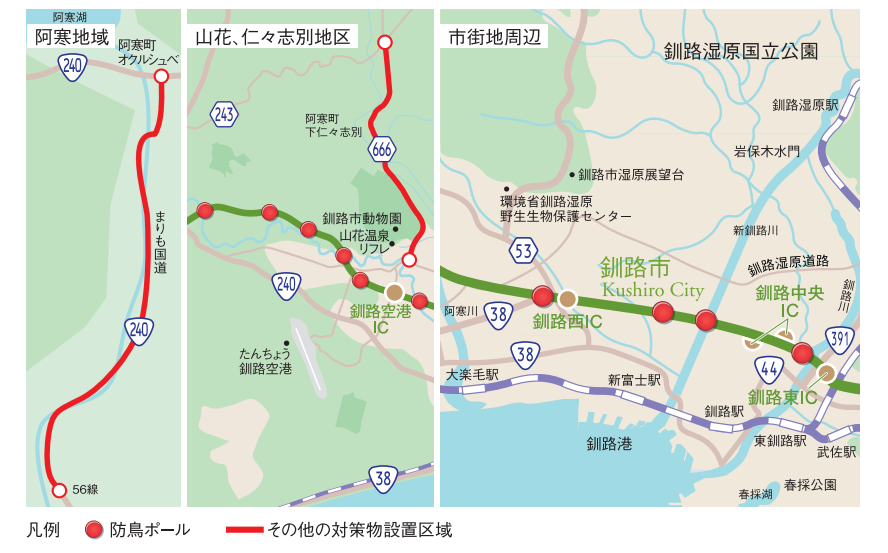 阿寒湖
阿寒地域
阿寒町
オクルシュベ
240
まりも国道
240
56線
山花、仁々志別地区
243
阿寒町
下仁々志別
666
釧路市動物園
山花温泉
リフレ
240
釧路空港
IC
たんちょう
釧路空港
38
市街地周辺
釧路湿原国立公園
釧路湿原駅
岩保木水門
釧路市湿原展望台
環境省釧路湿原
野生生物保護センター
新釧路川
53
釧路湿原道路
釧路市
Kushiro City
釧路川
釧路中央
IC
阿寒川
38
釧路西IC
391
38
44
大楽毛駅
新富士駅
釧路東IC
釧路駅
釧路港
東釧路駅
武佐駅
春採湖
春採公園
凡例
防鳥ポール
その他の対策物設置区域